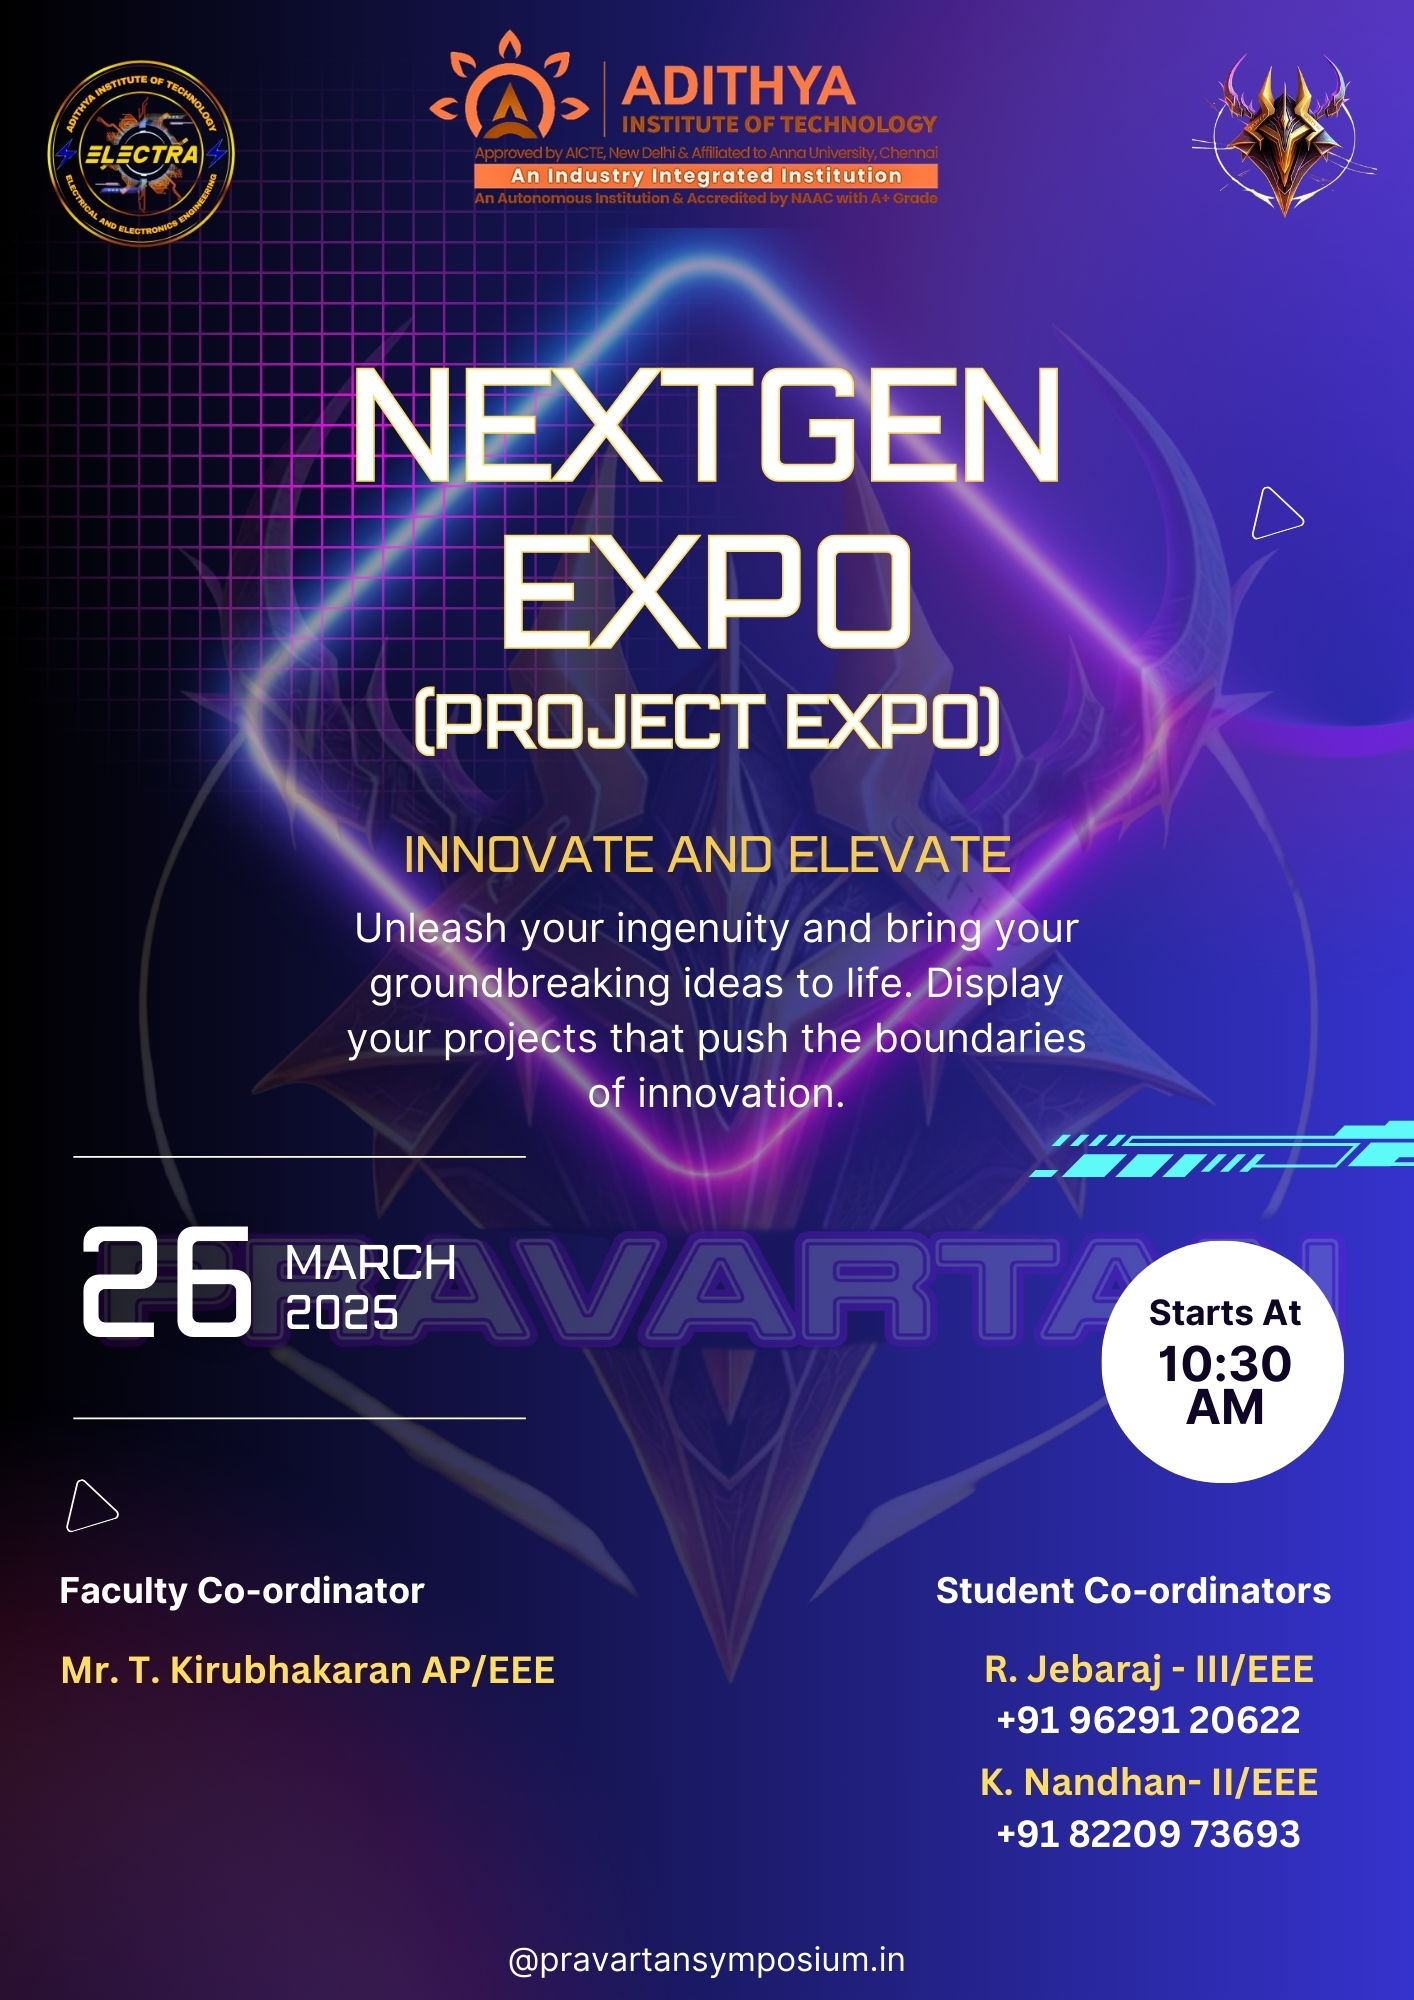 ADITHYA INSTITUTE OF TECHNOLOGY
ELECTRA
ELECTRICAL AND ELECTRONICS ENGINEERING
ADITHYA
INSTITUTE OF TECHNOLOGY
Approved by AICTE, New Delhi & Affiliated to Anna University, Chennai
An Industry Integrated Institution
An Autonomous Institution & Accredited by NAAC with A+ Grade
NEXTGEN
EXPO
(PROJECT EXPO)
INNOVATE AND ELEVATE
Unleash your ingenuity and bring your
groundbreaking ideas to life. Display
your projects that push the boundaries
of innovation.
PRAVARTAN
26
MARCH
2025
Starts At
10:30
AM
Faculty Co-ordinator
Mr. T. Kirubhakaran AP/EEE
Student Co-ordinators
R. Jebaraj - III/EEE
+91 96291 20622
K. Nandhan- II/EEE
+91 82209 73693
@pravartansymposium.in